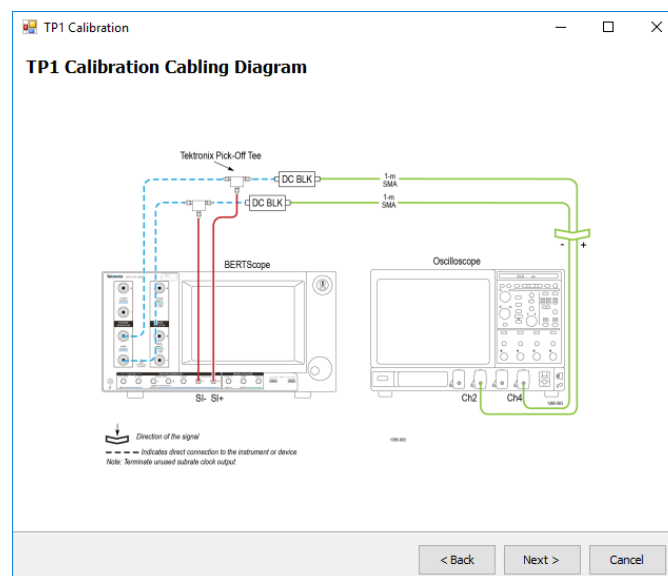 TP1 Calibration
TP1 Calibration Cabling Diagram
Tektronix Pick-Off Tee
DC BLK
1-m
SMA
DC BLK
1-m
SMA
- +
BERTScope
Oscilloscope
Tektronix
SI- SI+
Ch2
Ch4
Direction of the signal
Indicates direct connection to the instrument or device
Note: Terminate unused subrate clock output
< Back
Next >
Cancel